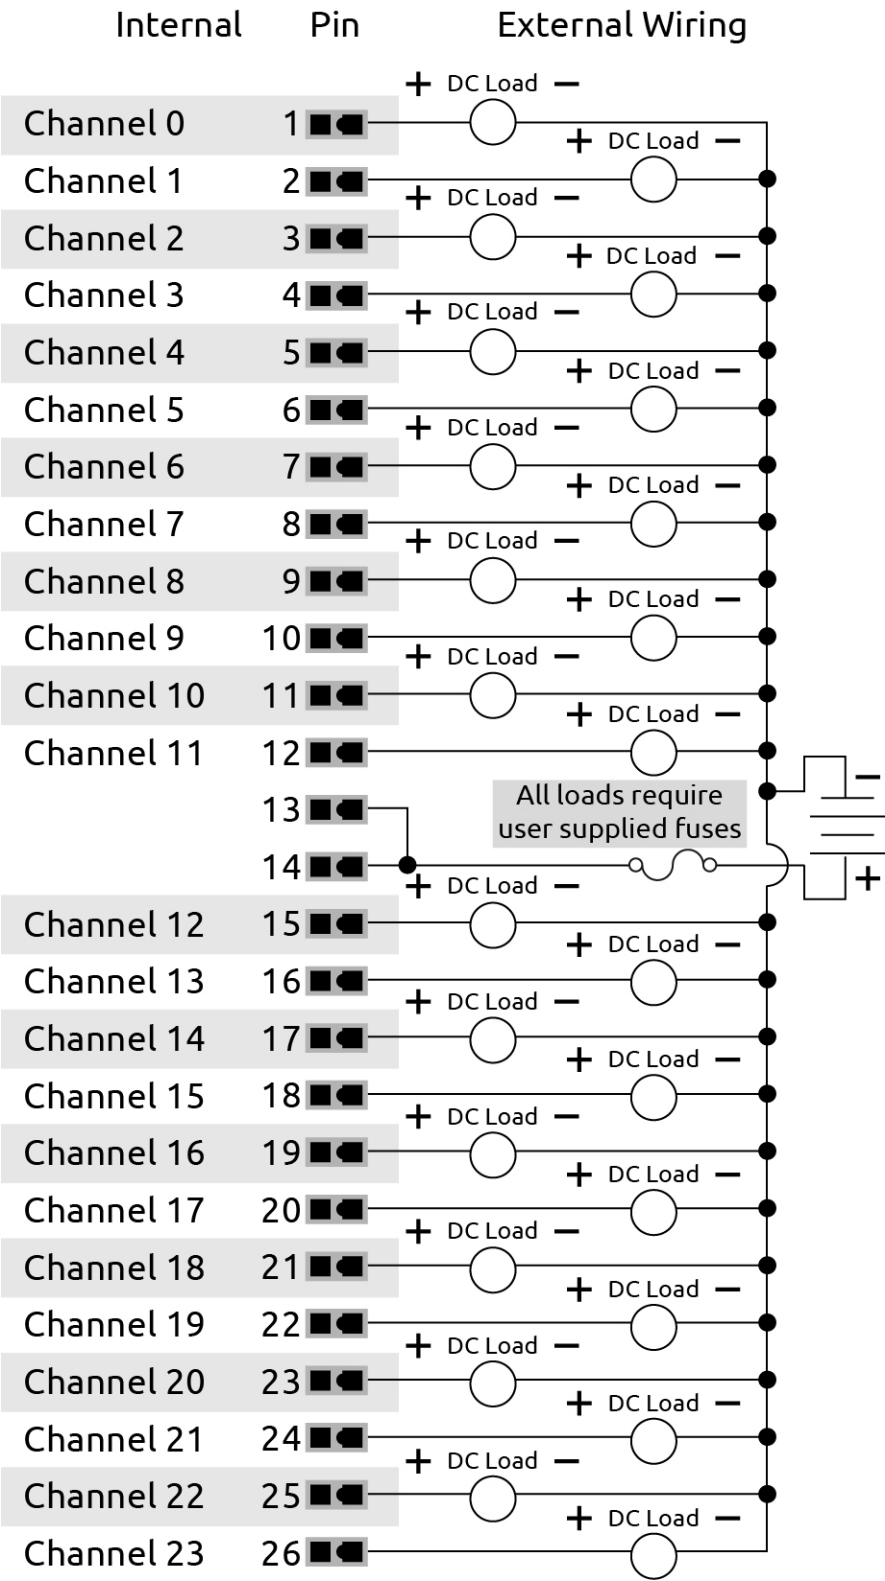 Internal Pin External Wiring
+ DC Load −
Channel 0 1
+ DC Load −
Channel 1 2
+ DC Load −
Channel 2 3
+ DC Load −
Channel 3 4
+ DC Load −
Channel 4 5
+ DC Load −
Channel 5 6
+ DC Load −
Channel 6 7
+ DC Load −
Channel 7 8
+ DC Load −
Channel 8 9
+ DC Load −
Channel 9 10
+ DC Load −
Channel 10 11
+ DC Load −
Channel 11 12
−
All loads require
13
user supplied fuses
14
+
+ DC Load −
Channel 12 15
+ DC Load −
Channel 13 16
+ DC Load −
Channel 14 17
+ DC Load −
Channel 15 18
+ DC Load −
Channel 16 19
+ DC Load −
Channel 17 20
+ DC Load −
Channel 18 21
+ DC Load −
Channel 19 22
+ DC Load −
Channel 20 23
+ DC Load −
Channel 21 24
+ DC Load −
Channel 22 25
+ DC Load −
Channel 23 26